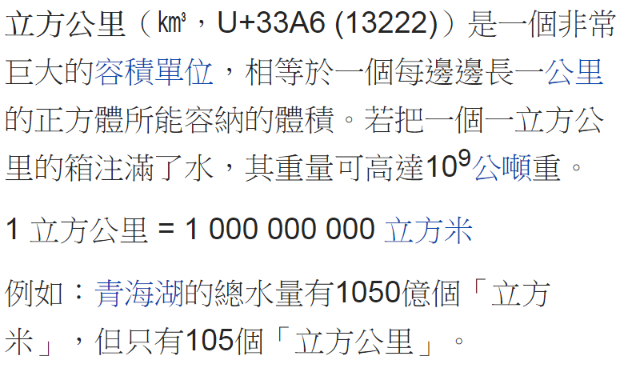 立方公里（㎦，U+33A6 (13222)）是一個非常
巨大的容積單位，相等於一個每邊邊長一公里
的正方體所能容納的體積。若把一個一立方公
里的箱注滿了水，其重量可高達10⁹公噸重。
1 立方公里 = 1 000 000 000 立方米
例如：青海湖的總水量有1050億個「立方
米」，但只有105個「立方公里」。